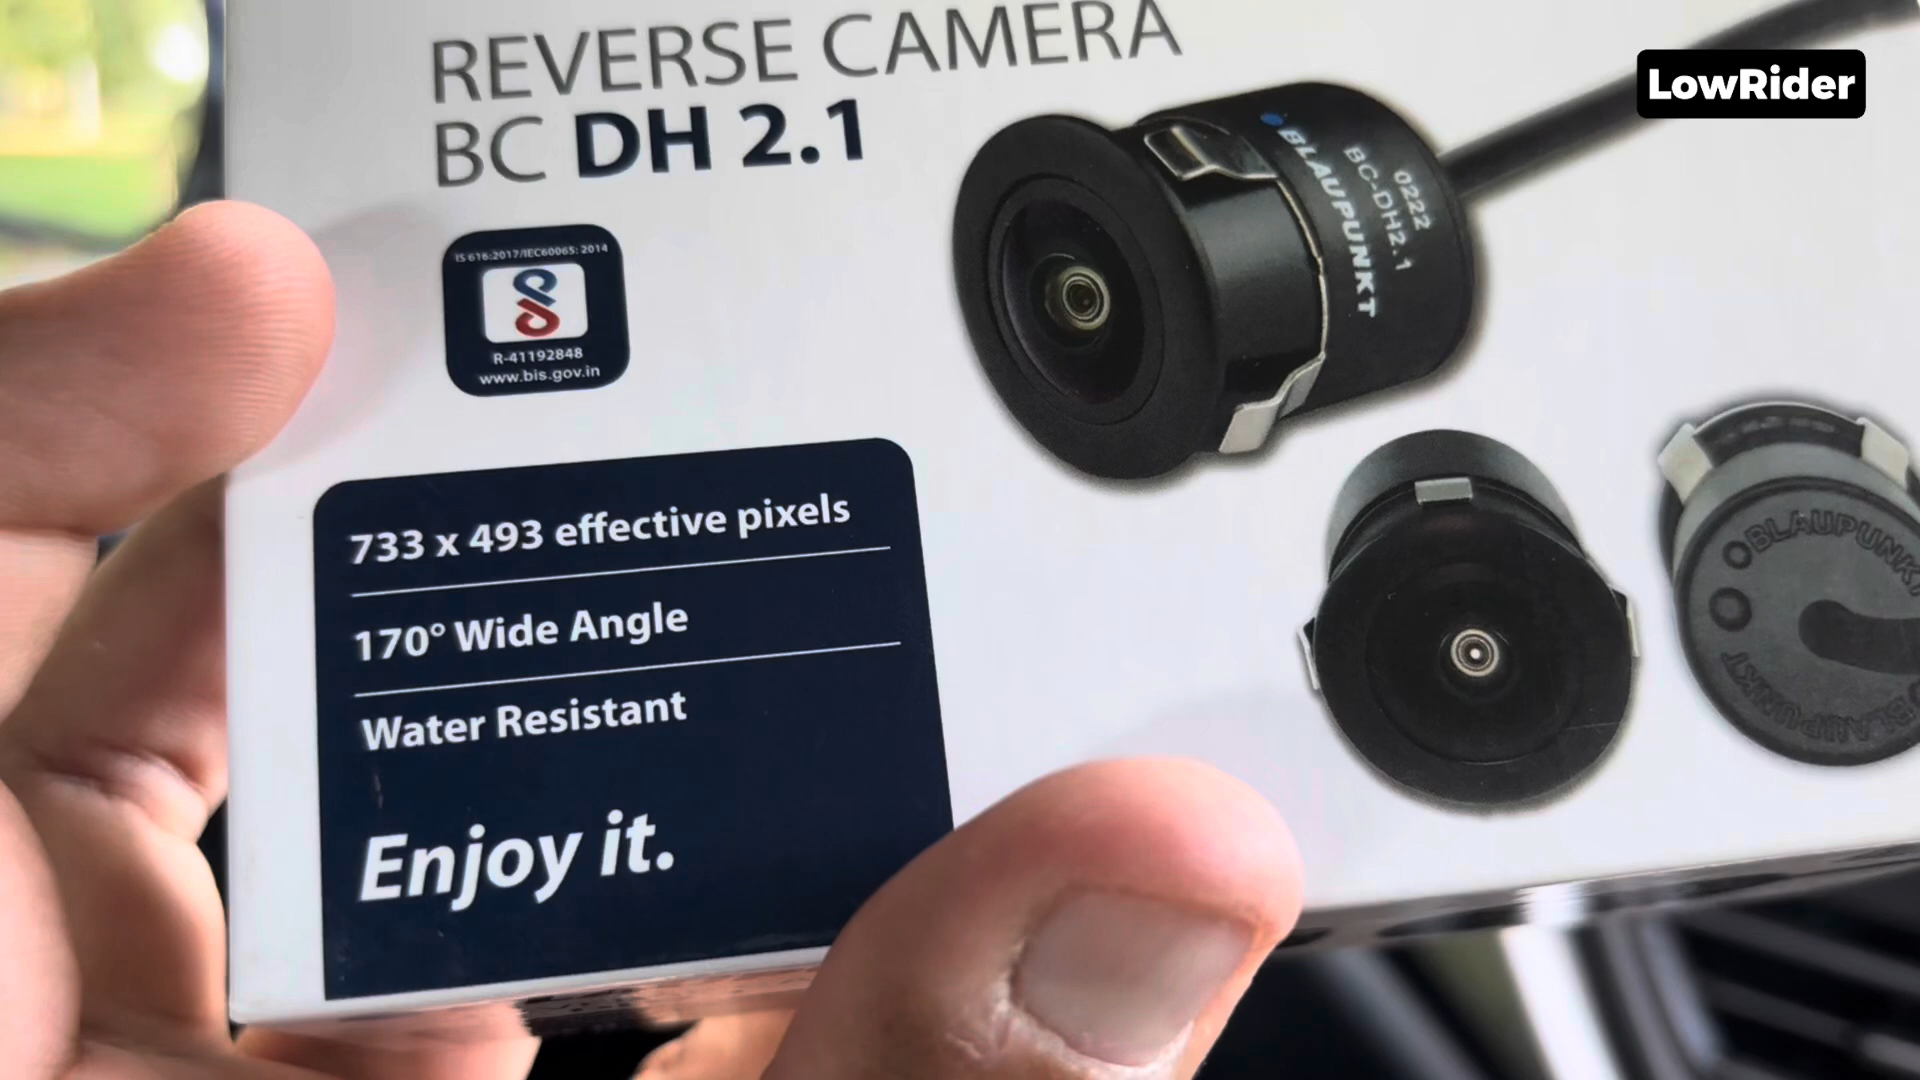 REVERSE CAMERA
BC DH 2.1
LowRider
BLAUPUNKT
BC-DH2.1
0222
IS 616:2017/IEC60065: 2014
R-41192848
www.bis.gov.in
733 x 493 effective pixels
170° Wide Angle
Water Resistant
Enjoy it.
BLAUPUNKT
BLAUPUNKT